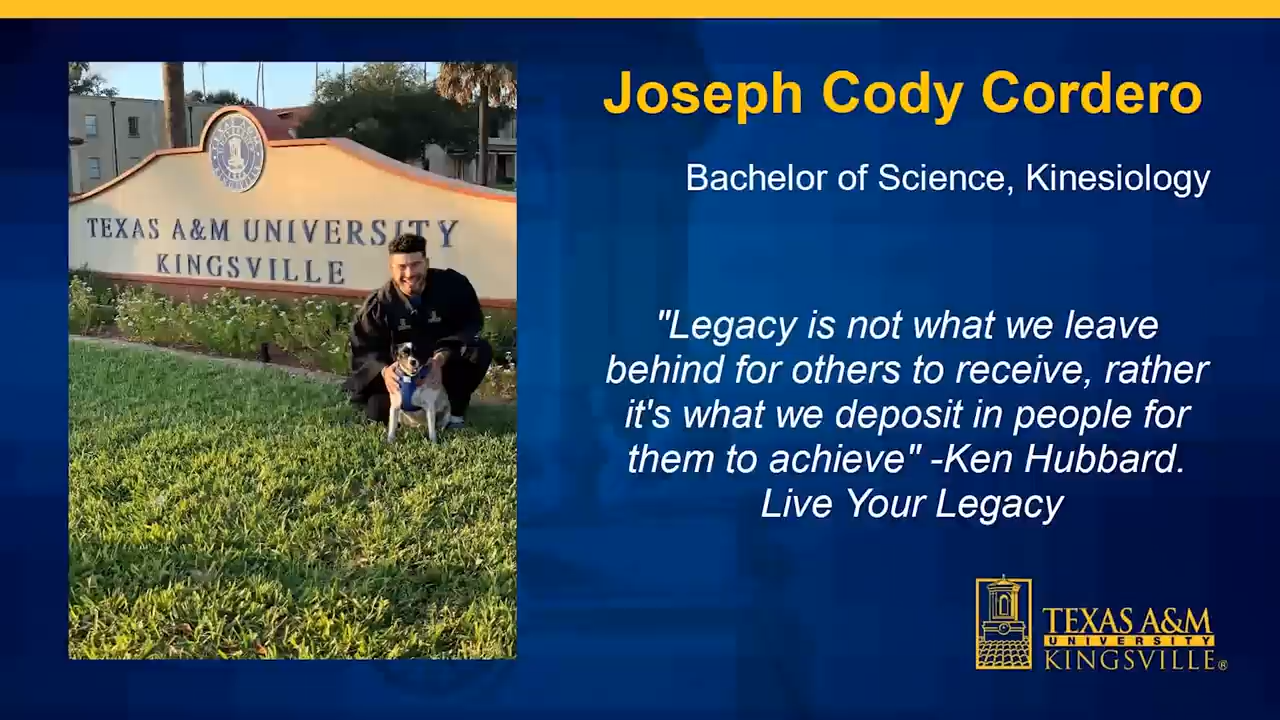 TEXAS A&M UNIVERSITY
KINGSVILLE
Joseph Cody Cordero
Bachelor of Science, Kinesiology
"Legacy is not what we leave
behind for others to receive, rather
it's what we deposit in people for
them to achieve" -Ken Hubbard.
Live Your Legacy
TEXAS A&M
UNIVERSITY
KINGSVILLE®